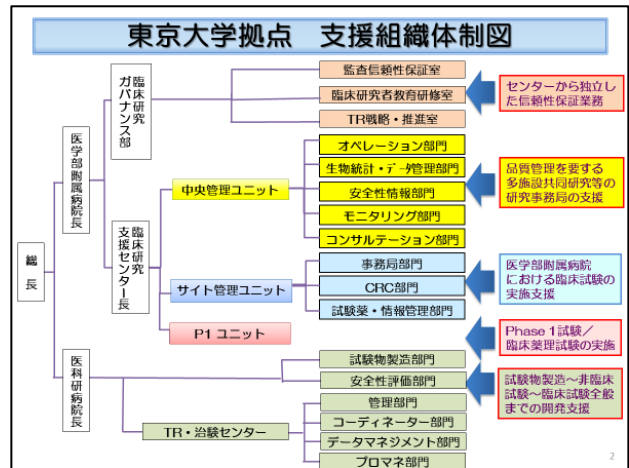 東京大学拠点　支援組織体制図
総長
医学部附属病院長
医科研病院長
臨床研究
ガバナンス部
臨床研究
支援センター長
中央管理ユニット
サイト管理ユニット
P1 ユニット
TR・治験センター
監査信頼性保証室
臨床研究者教育研修室
TR戦略・推進室
オペレーション部門
生物統計・データ管理部門
安全性情報部門
モニタリング部門
コンサルテーション部門
事務局部門
CRC部門
試験薬・情報管理部門
試験物製造部門
安全性評価部門
管理部門
コーディネーター部門
データマネジメント部門
プロマネ部門
センターから独立し
た信頼性保証業務
品質管理を要する
多施設共同研究等の
研究事務局の支援
医学部附属病院
における臨床試験の
実施支援
Phase 1試験／
臨床薬理試験の実施
試験物製造～非臨床
試験～臨床試験全般
までの開発支援
2